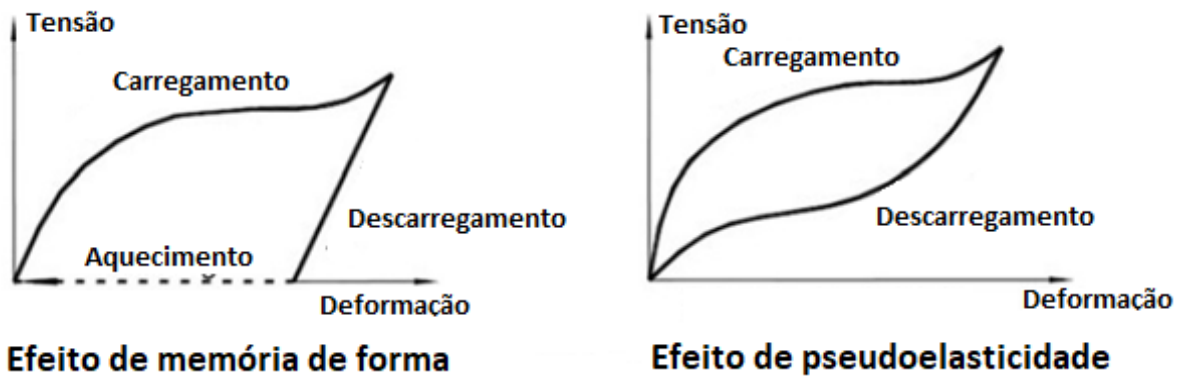 Tensão
Carregamento
Descarregamento
Aquecimento
Deformação
Efeito de memória de forma
Tensão
Carregamento
Descarregamento
Deformação
Efeito de pseudoelasticidade